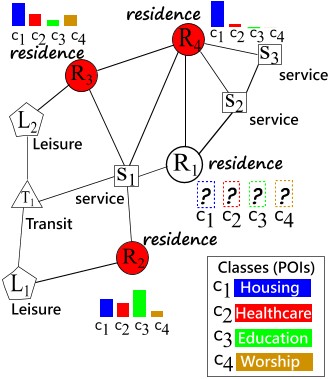 residence
R4
c1 c2 c3 c4
c1 c2 c3 c4
residence
R3
S3
service
S2
service
L2
Leisure
S1
service
R1
residence
? ? ? ?
c1 c2 c3 c4
T1
Transit
residence
R2
c1 c2 c3 c4
L1
Leisure
Classes (POIs)
c1 Housing
c2 Healthcare
c3 Education
c4 Worship